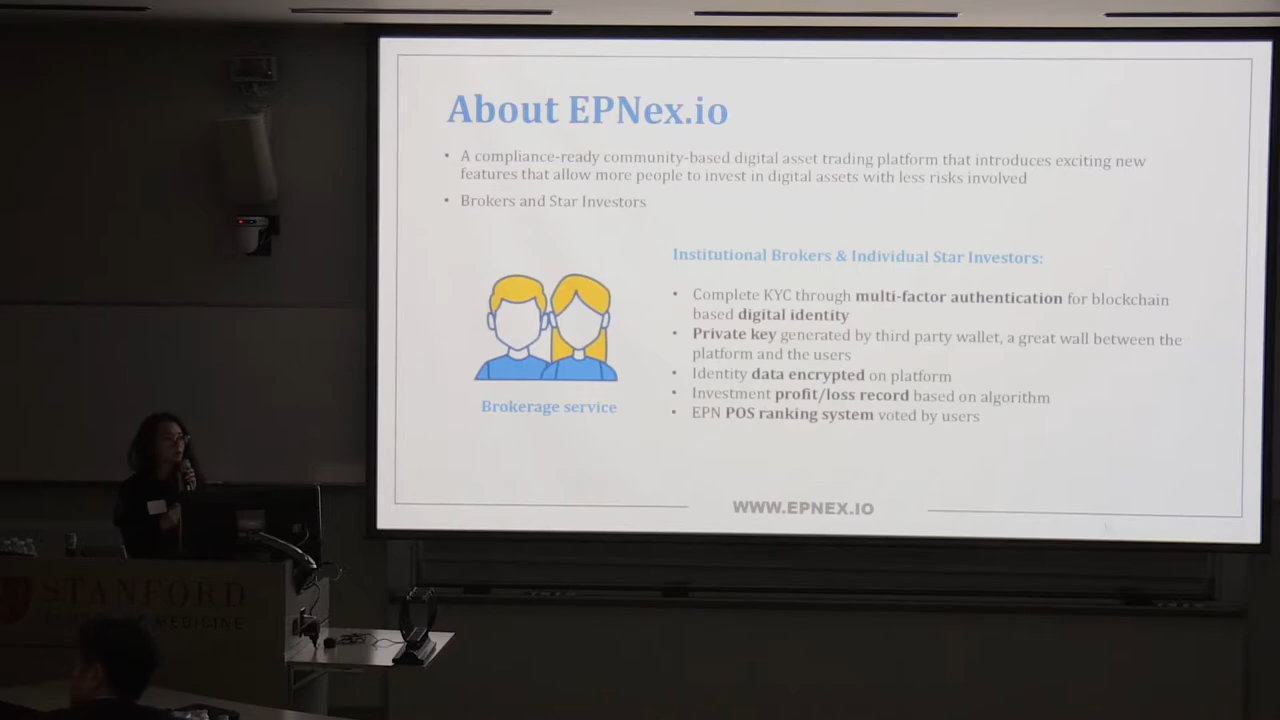 About EPNex.io
• A compliance-ready community-based digital asset trading platform that introduces exciting new
features that allow more people to invest in digital assets with less risks involved
• Brokers and Star Investors
Institutional Brokers & Individual Star Investors:
• Complete KYC through multi-factor authentication for blockchain
based digital identity
• Private key generated by third party wallet, a great wall between the
platform and the users
• Identity data encrypted on platform
• Investment profit/loss record based on algorithm
• EPN POS ranking system voted by users
Brokerage service
WWW.EPNEX.IO
STANFORD
MEDICINE